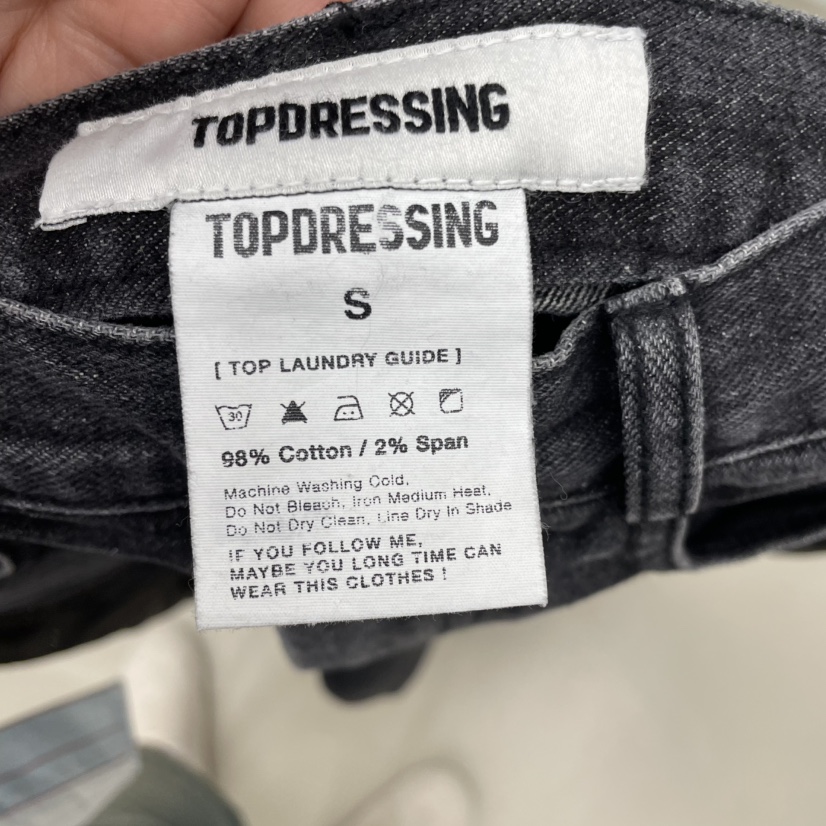 TOPDRESSING
TOPDRESSING
S
[ TOP LAUNDRY GUIDE ]
30
98% Cotton / 2% Span
Machine Washing Cold,
Do Not Bleach, Iron Medium Heat,
Do Not Dry Clean, Line Dry In Shade
IF YOU FOLLOW ME,
MAYBE YOU LONG TIME CAN
WEAR THIS CLOTHES !